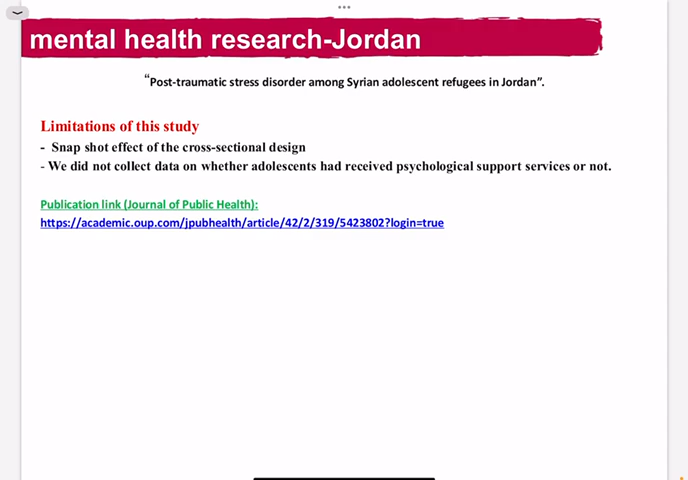 mental health research-Jordan
“Post-traumatic stress disorder among Syrian adolescent refugees in Jordan”.
Limitations of this study
- Snap shot effect of the cross-sectional design
- We did not collect data on whether adolescents had received psychological support services or not.
Publication link (Journal of Public Health):
https://academic.oup.com/jpubhealth/article/42/2/319/5423802?login=true